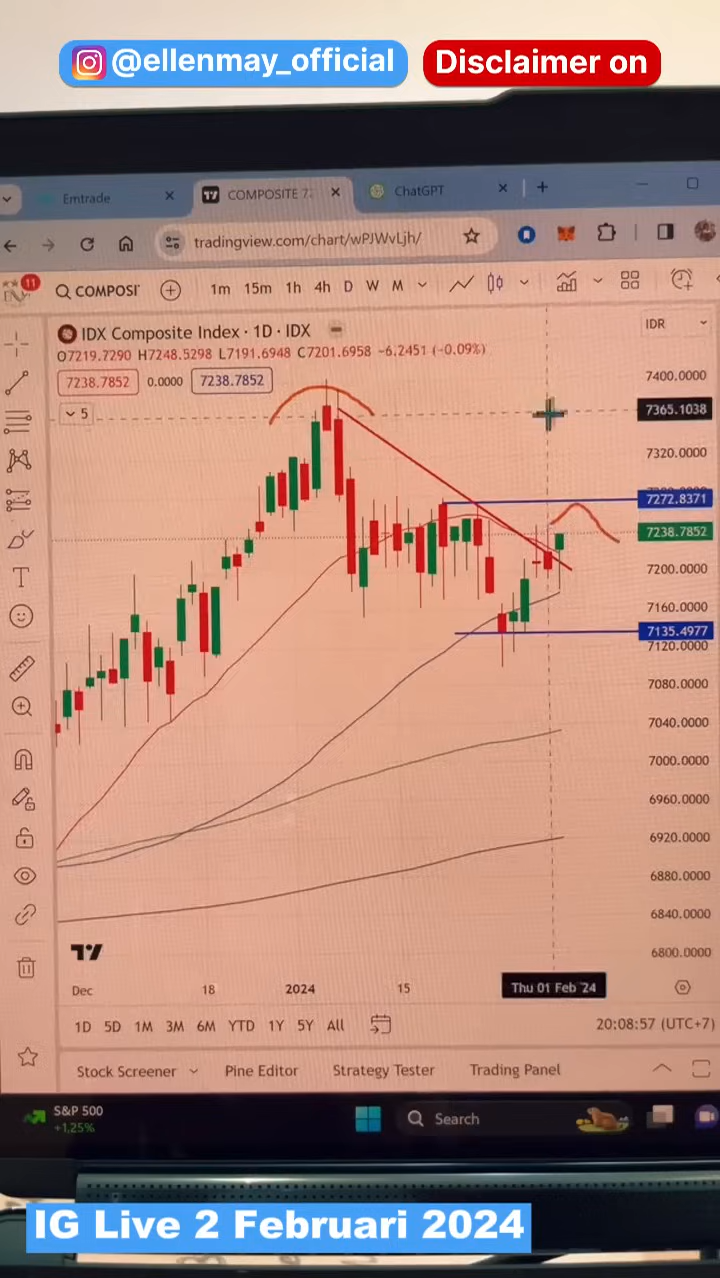 @ellenmay_official
Disclaimer on
Emtrade
COMPOSITE 7
ChatGPT
tradingview.com/chart/wPJWvLjh/
11
COMPOSI
1m 15m 1h 4h D W M
IDX Composite Index · 1D · IDX
IDR
O7219.7290 H7248.5298 L7191.6948 C7201.6958 −6.2451 (−0.09%)
7238.7852 0.0000 7238.7852
5
7400.0000
7365.1038
7320.0000
7272.8371
7238.7852
7200.0000
7160.0000
7135.4977
7120.0000
7080.0000
7040.0000
7000.0000
6960.0000
6920.0000
6880.0000
6840.0000
6800.0000
Dec 18 2024 15 Thu 01 Feb '24
1D 5D 1M 3M 6M YTD 1Y 5Y All
20:08:57 (UTC+7)
Stock Screener Pine Editor Strategy Tester Trading Panel
S&P 500
+1,25%
Search
IG Live 2 Februari 2024